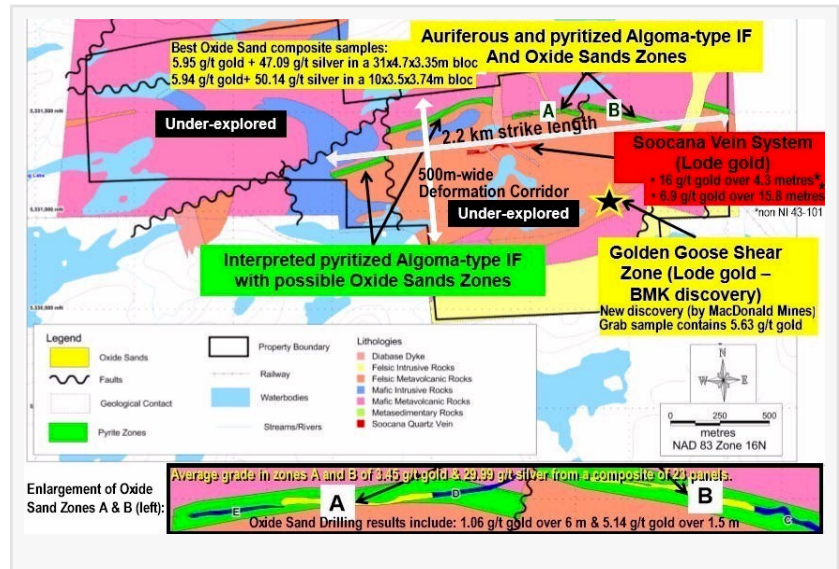 Auriferous and pyritized Algoma-type IF
And Oxide Sands Zones
Best Oxide Sand composite samples:
5.95 g/t gold + 47.09 g/t silver in a 31x4.7x3.35m bloc
5.94 g/t gold+ 50.14 g/t silver in a 10x3.5x3.74m bloc
A
B
Under-explored
2.2 km strike length
Soocana Vein System
(Lode gold)
• 16 g/t gold over 4.3 metres*
• 6.9 g/t gold over 15.8 metres*
*non NI 43-101
500m-wide
Deformation Corridor
Under-explored
Interpreted pyritized Algoma-type IF
with possible Oxide Sands Zones
Golden Goose Shear
Zone (Lode gold –
BMK discovery)
New discovery (by MacDonald Mines)
Grab sample contains 5.63 g/t gold
Legend
Oxide Sands
Faults
Geological Contact
Pyrite Zones
Property Boundary
Railway
Waterbodies
Streams/Rivers
Lithologies
Diabase Dyke
Felsic Intrusive Rocks
Felsic Metavolcanic Rocks
Mafic Intrusive Rocks
Mafic Metavolcanic Rocks
Metasedimentary Rocks
Soocana Quartz Vein
N
W E
S
0 250 500
metres
NAD 83 Zone 16N
Enlargement of Oxide
Sand Zones A & B (left):
Average grade in zones A and B of 3.45 g/t gold & 29.99 g/t silver from a composite of 23 panels.
A
B
E
D
C
Oxide Sand Drilling results include: 1.06 g/t gold over 6 m & 5.14 g/t gold over 1.5 m